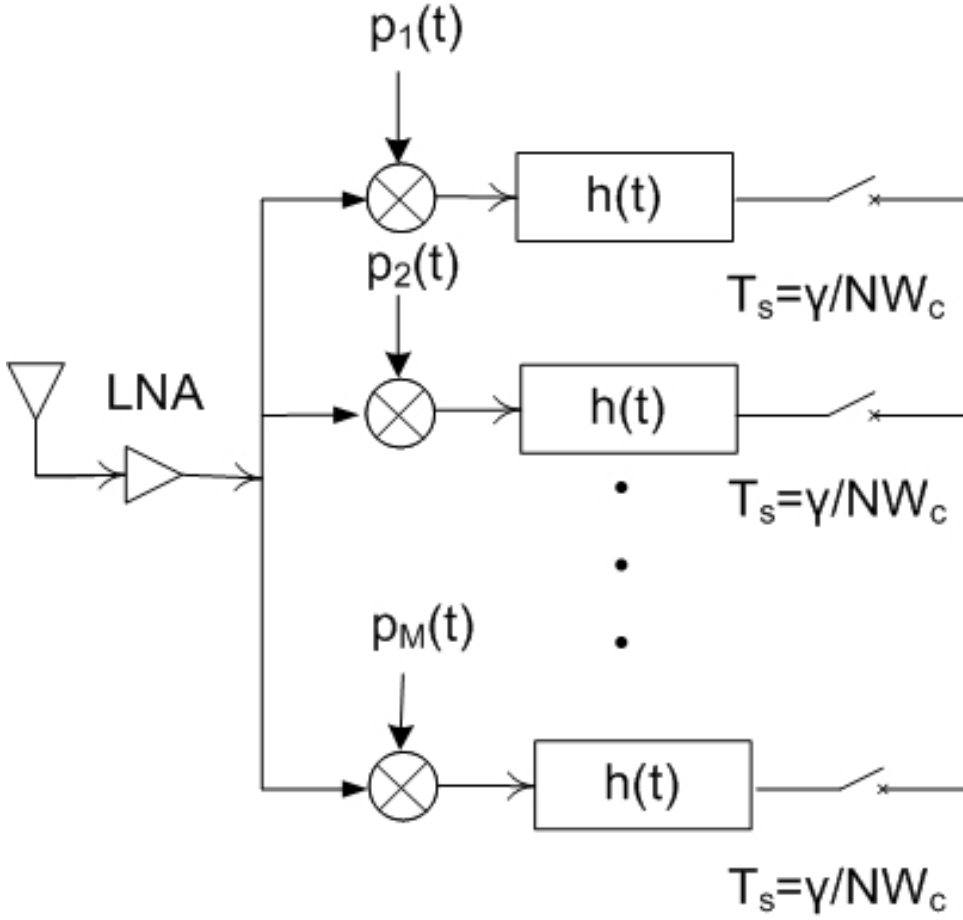 p₁(t)
h(t)
p₂(t)
Tₛ=γ/NW꜀
LNA
h(t)
Tₛ=γ/NW꜀
p_M(t)
h(t)
Tₛ=γ/NW꜀